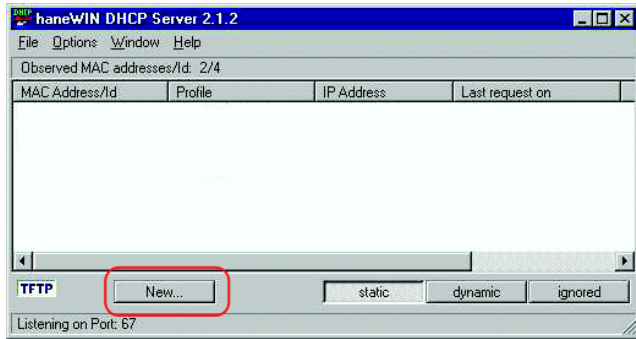 DHCP haneWIN DHCP Server 2.1.2
File Options Window Help
Observed MAC addresses/Id: 2/4
MAC Address/Id Profile IP Address Last request on
TFTP New... static dynamic ignored
Listening on Port: 67